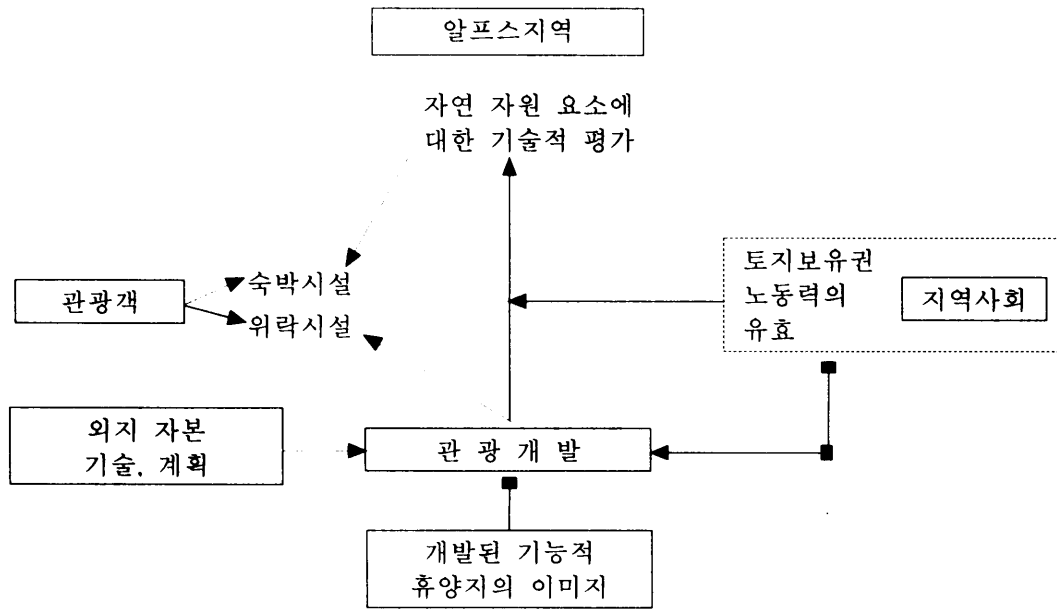 알프스지역
자연 자원 요소에
대한 기술적 평가
관광객
숙박시설
위락시설
토지보유권
노동력의
유효
지역사회
외지 자본
기술. 계획
관 광 개 발
개발된 기능적
휴양지의 이미지